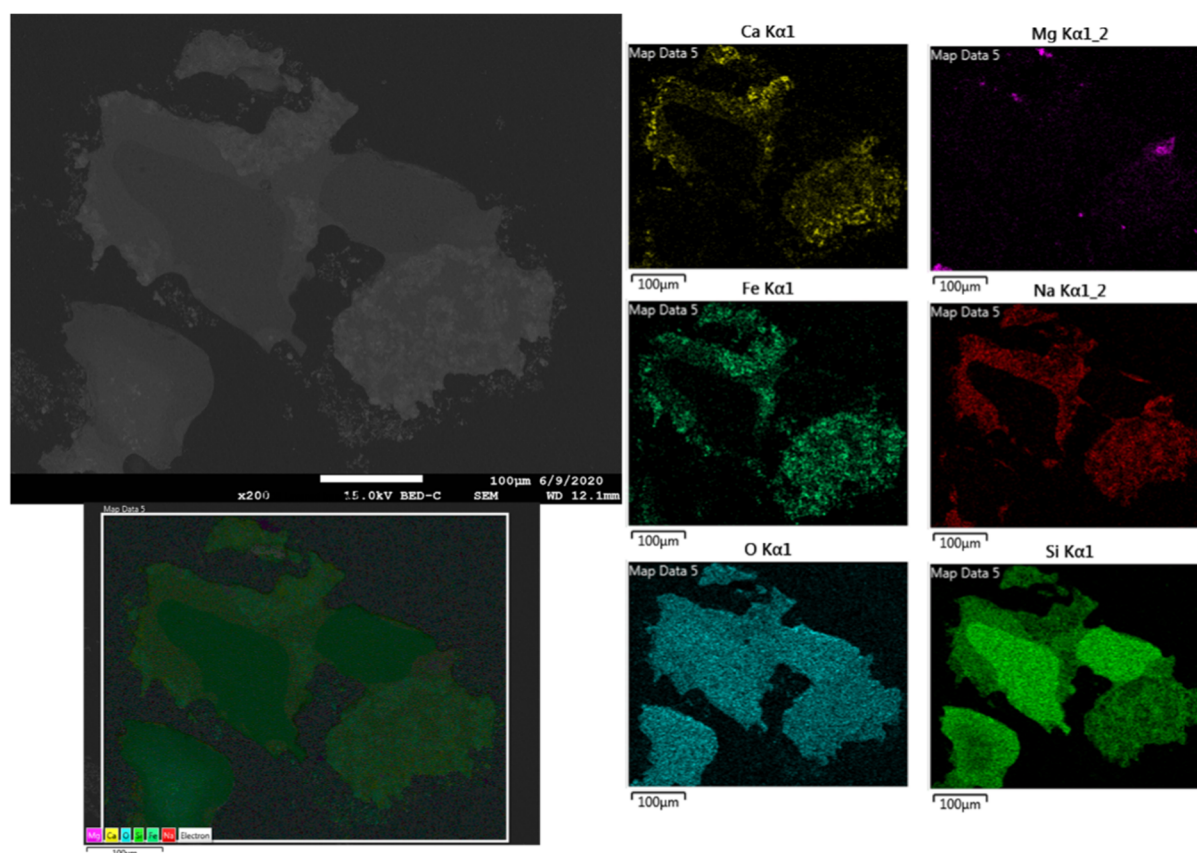 100μm 6/9/2020
x200 15.0kV BED-C SEM WD 12.1mm
Map Data 5
Mg Ca O Si Fe Na Electron
100μm
Ca Kα1
Map Data 5
100μm
Mg Kα1_2
Map Data 5
100μm
Fe Kα1
Map Data 5
100μm
Na Kα1_2
Map Data 5
100μm
O Kα1
Map Data 5
100μm
Si Kα1
Map Data 5
100μm